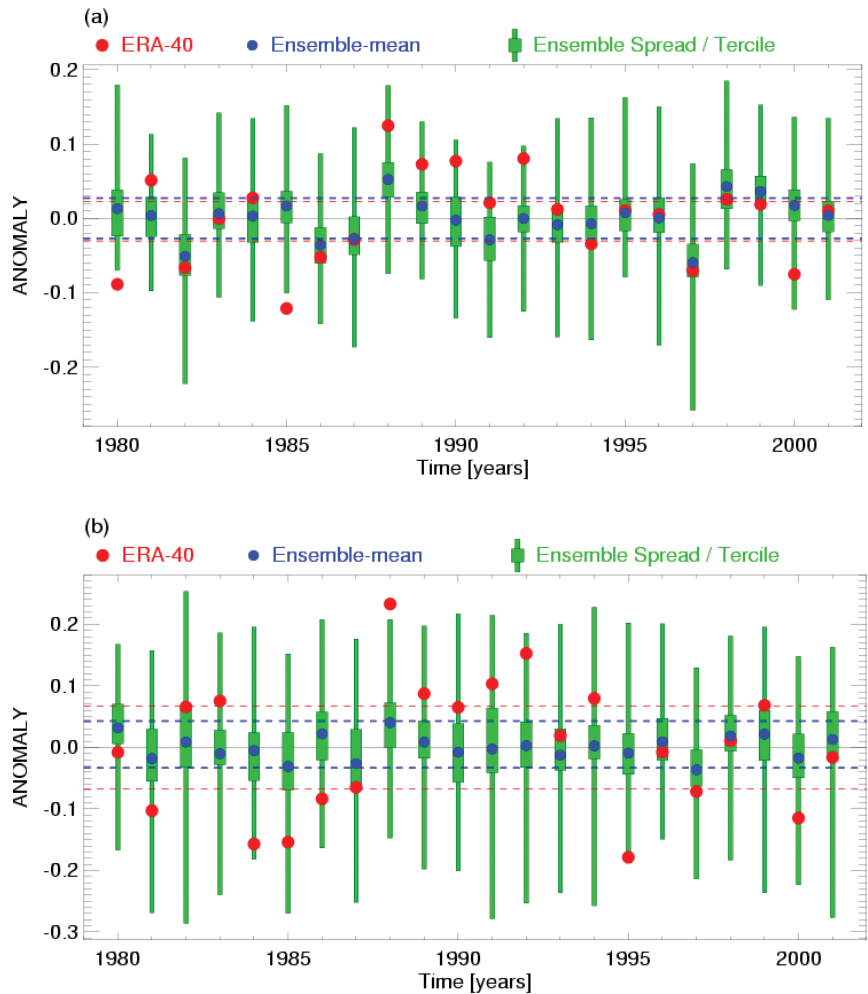 (a)
ERA-40 Ensemble-mean Ensemble Spread / Tercile
0.2
0.1
0.0
-0.1
-0.2
ANOMALY
1980 1985 1990 1995 2000
Time [years]
(b)
ERA-40 Ensemble-mean Ensemble Spread / Tercile
0.2
0.1
0.0
-0.1
-0.2
-0.3
ANOMALY
1980 1985 1990 1995 2000
Time [years]